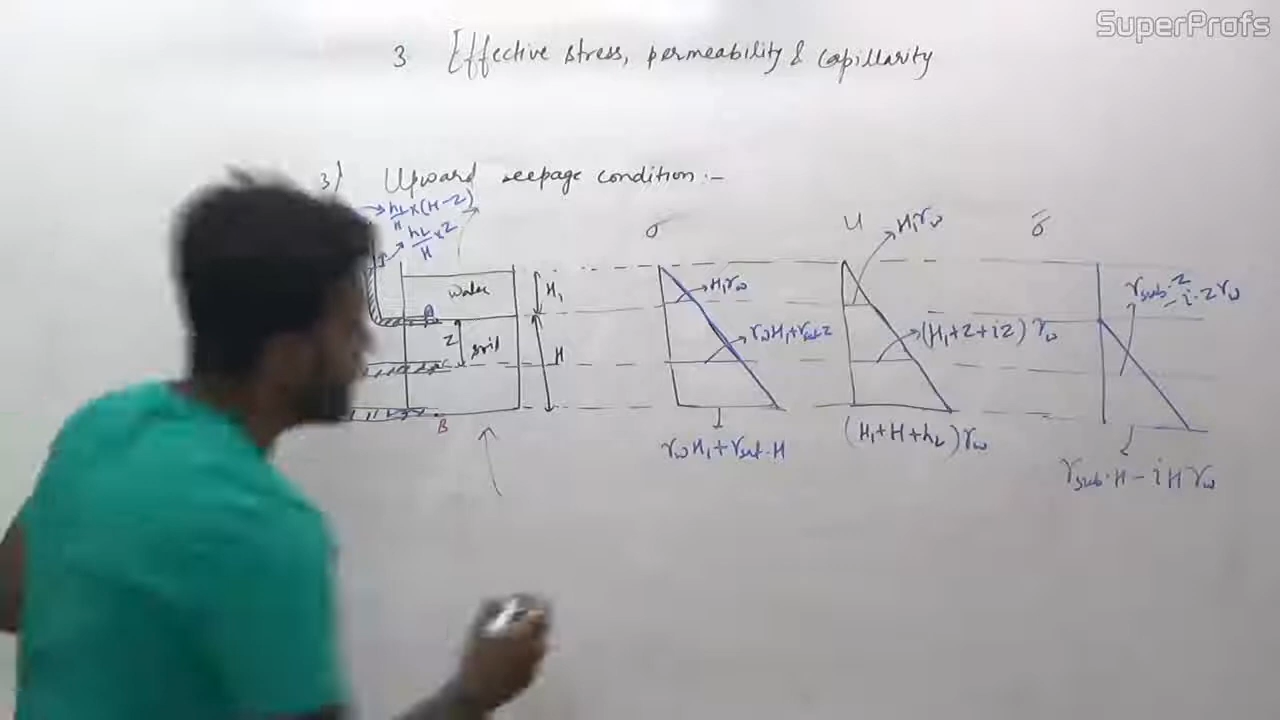 SuperProfs
3. Effective stress, permeability & capillarity
3) Upward seepage condition :-
hL/H × (H-Z)
hL/H × Z
σ
u
H₁γw
σ̄
water
H₁
H₁γw
γsub·Z - i·Zγw
A
Z
soil
H
γwH₁+γsatZ
(H₁+Z+iZ)γw
B
γwH₁+γsat·H
(H₁+H+hL)γw
γsub·H - iHγw